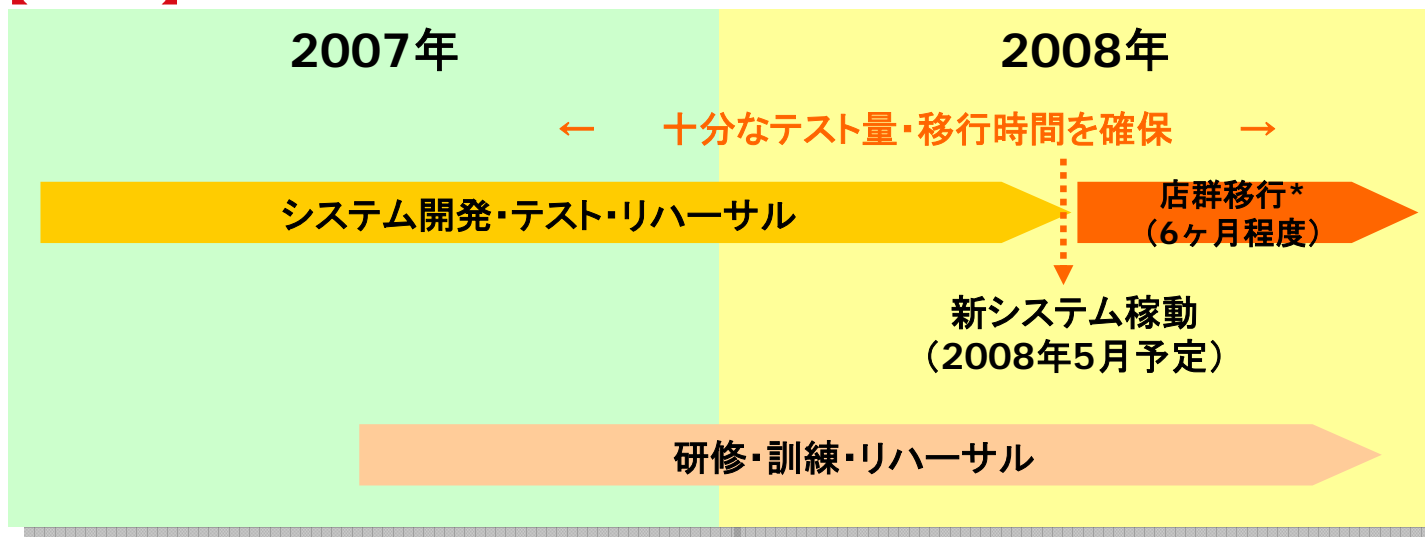 2007年
2008年
← 十分なテスト量・移行時間を確保 →
システム開発・テスト・リハーサル
店群移行*
（6ヶ月程度）
新システム稼動
（2008年5月予定）
研修・訓練・リハーサル